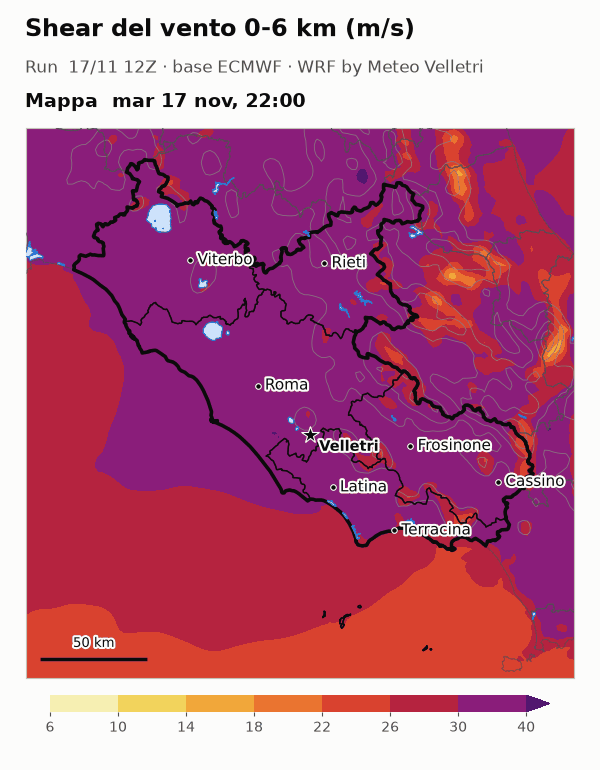 Shear del vento 0-6 km (m/s)
Run 17/11 12Z · base ECMWF · WRF by Meteo Velletri
Mappa mar 17 nov, 22:00
Viterbo
Rieti
Roma
Velletri
Frosinone
Cassino
Latina
Terracina
50 km
6 10 14 18 22 26 30 40